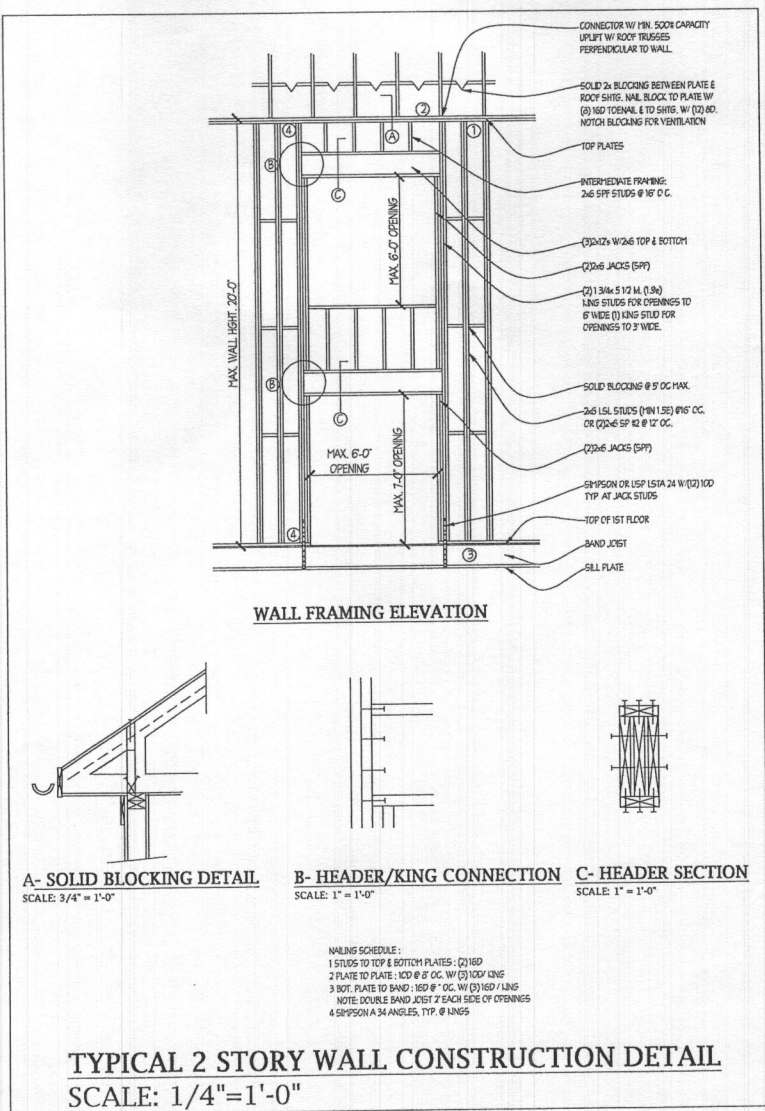 CONNECTOR W/ MIN. 500# CAPACITY
UPLIFT W/ ROOF TRUSSES
PERPENDICULAR TO WALL.
SOLID 2x BLOCKING BETWEEN PLATE &
ROOF SHTG. NAIL BLOCK TO PLATE W/
(8) 16D TOENAIL & TO SHTG. W/ (12) 8D.
NOTCH BLOCKING FOR VENTILATION
TOP PLATES
INTERMEDIATE FRAMING:
2x6 SPF STUDS @ 16" O.C.
(3)2x12's W/2x6 TOP & BOTTOM
(2)2x6 JACKS (SPF)
(2) 1 3/4x 5 1/2 M. (1.9e)
KING STUDS FOR OPENINGS TO
6' WIDE (1) KING STUD FOR
OPENINGS TO 3' WIDE.
SOLID BLOCKING @ 5' OC MAX.
2x6 LSL STUDS (MIN 1.5E) @16" OC.
OR (2)2x6 SP #2 @ 12" OC.
(2)2x6 JACKS (SPF)
SIMPSON OR USP LSTA 24 W/(12) 10D
TYP AT JACK STUDS
TOP OF 1ST FLOOR
BAND JOIST
SILL PLATE
2
4
A
1
B
C
MAX. 6'-0" OPENING
MAX. WALL HGHT. 20'-0"
B
C
MAX. 6'-0"
OPENING
MAX. 7'-0" OPENING
4
3
WALL FRAMING ELEVATION
A- SOLID BLOCKING DETAIL
SCALE: 3/4" = 1'-0"
B- HEADER/KING CONNECTION
SCALE: 1" = 1'-0"
C- HEADER SECTION
SCALE: 1" = 1'-0"
NAILING SCHEDULE :
1 STUDS TO TOP & BOTTOM PLATES : (2)16D
2 PLATE TO PLATE : 10D @ 8" OC. W/ (3)10D/ KING
3 BOT. PLATE TO BAND : 16D @ " OC. W/ (3)16D / KING
NOTE: DOUBLE BAND JOIST 2' EACH SIDE OF OPENINGS
4 SIMPSON A 34 ANGLES, TYP. @ KINGS
TYPICAL 2 STORY WALL CONSTRUCTION DETAIL
SCALE: 1/4"=1'-0"